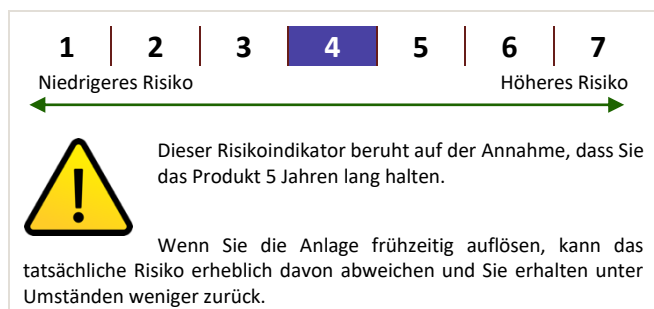 1 2 3 4 5 6 7
Niedrigeres Risiko Höheres Risiko
Dieser Risikoindikator beruht auf der Annahme, dass Sie
das Produkt 5 Jahren lang halten.
Wenn Sie die Anlage frühzeitig auflösen, kann das
tatsächliche Risiko erheblich davon abweichen und Sie erhalten unter
Umständen weniger zurück.